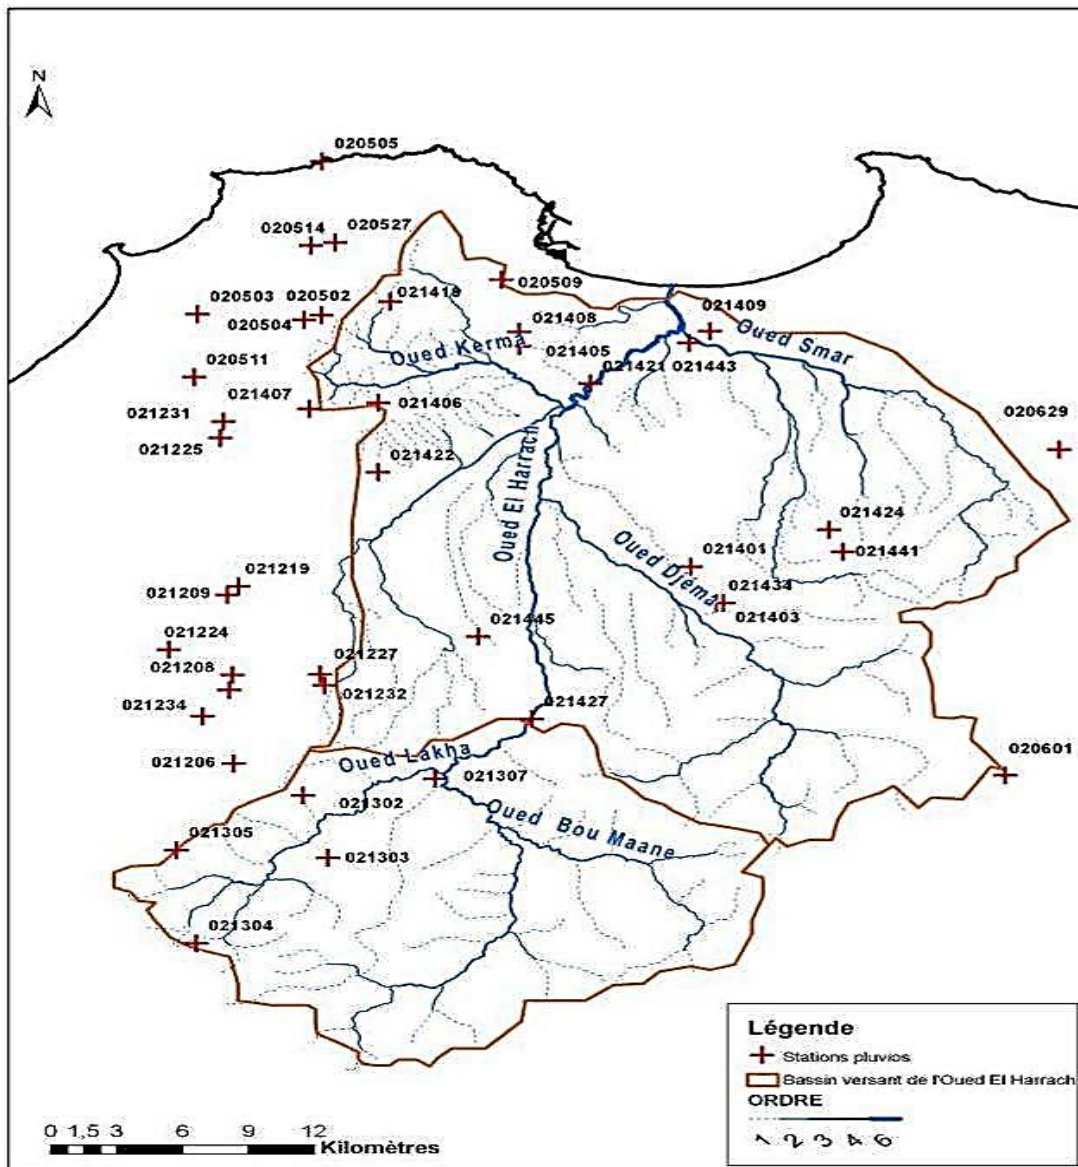 N
020505
020514
020527
020509
020503
020502
020504
021418
021409
021408
Oued Smar
Oued Kerma
021405
021421
021443
020511
021407
021406
021231
021225
020629
021422
Oued El Harrach
021424
021441
021401
Oued Djémâ
021434
021403
021219
021209
021224
021445
021208
021227
021232
021234
021427
021206
Oued Lakha
020601
021307
021302
Oued Bou Maane
021305
021303
021304
Légende
Stations pluvios
Bassin versant de l'Oued El Harrach
ORDRE
1 2 3 4 6
0 1,5 3 6 9 12
Kilomètres